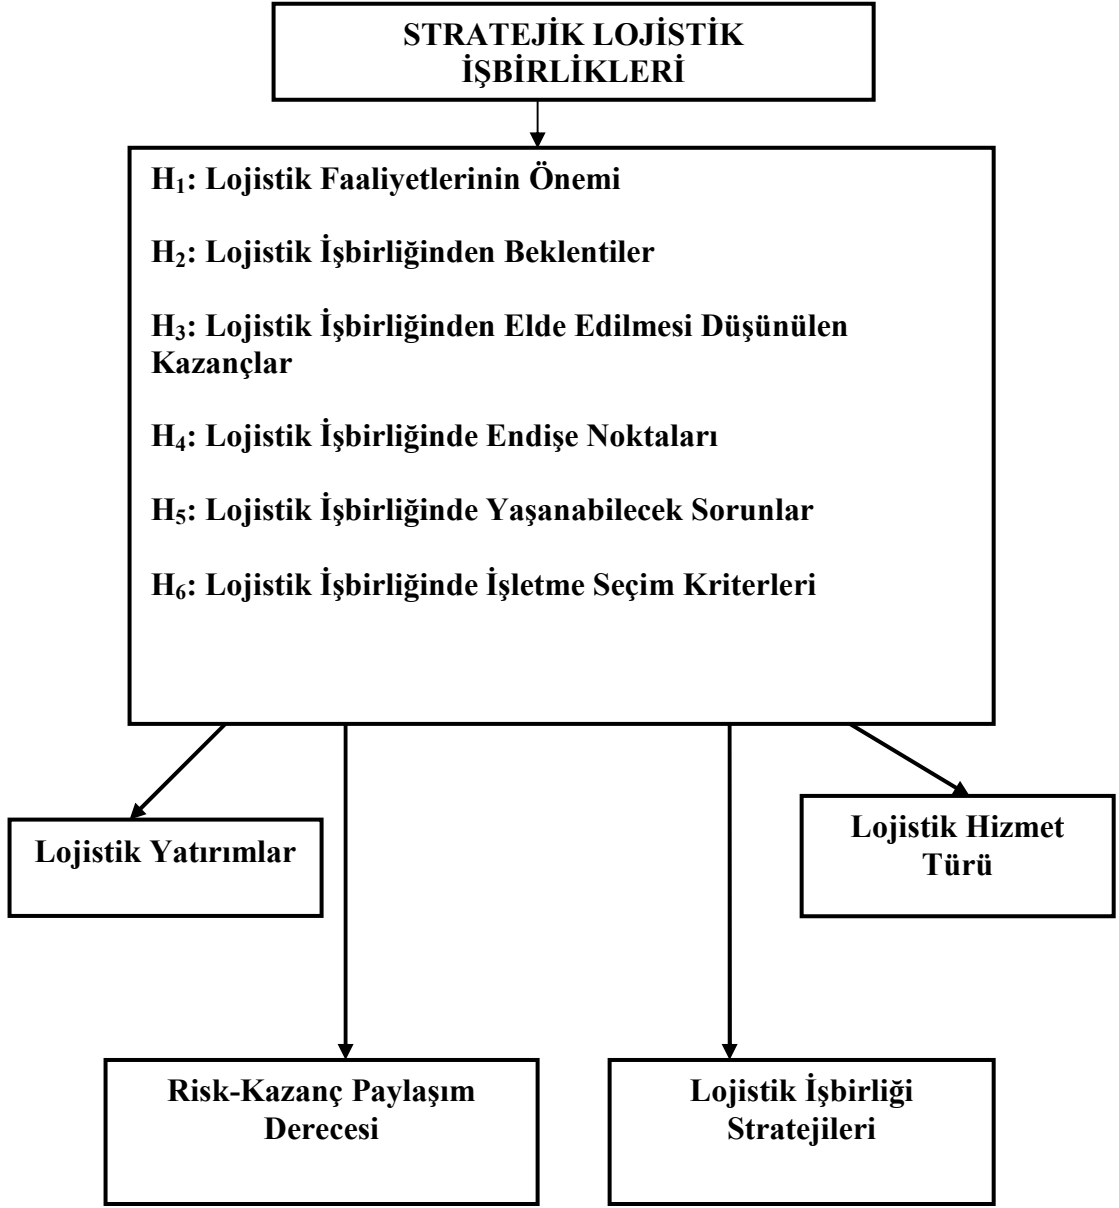 STRATEJİK LOJİSTİK
İŞBİRLİKLERİ
H₁: Lojistik Faaliyetlerinin Önemi
H₂: Lojistik İşbirliğinden Beklentiler
H₃: Lojistik İşbirliğinden Elde Edilmesi Düşünülen
Kazançlar
H₄: Lojistik İşbirliğinde Endişe Noktaları
H₅: Lojistik İşbirliğinde Yaşanabilecek Sorunlar
H₆: Lojistik İşbirliğinde İşletme Seçim Kriterleri
Lojistik Yatırımlar
Lojistik Hizmet
Türü
Risk-Kazanç Paylaşım
Derecesi
Lojistik İşbirliği
Stratejileri